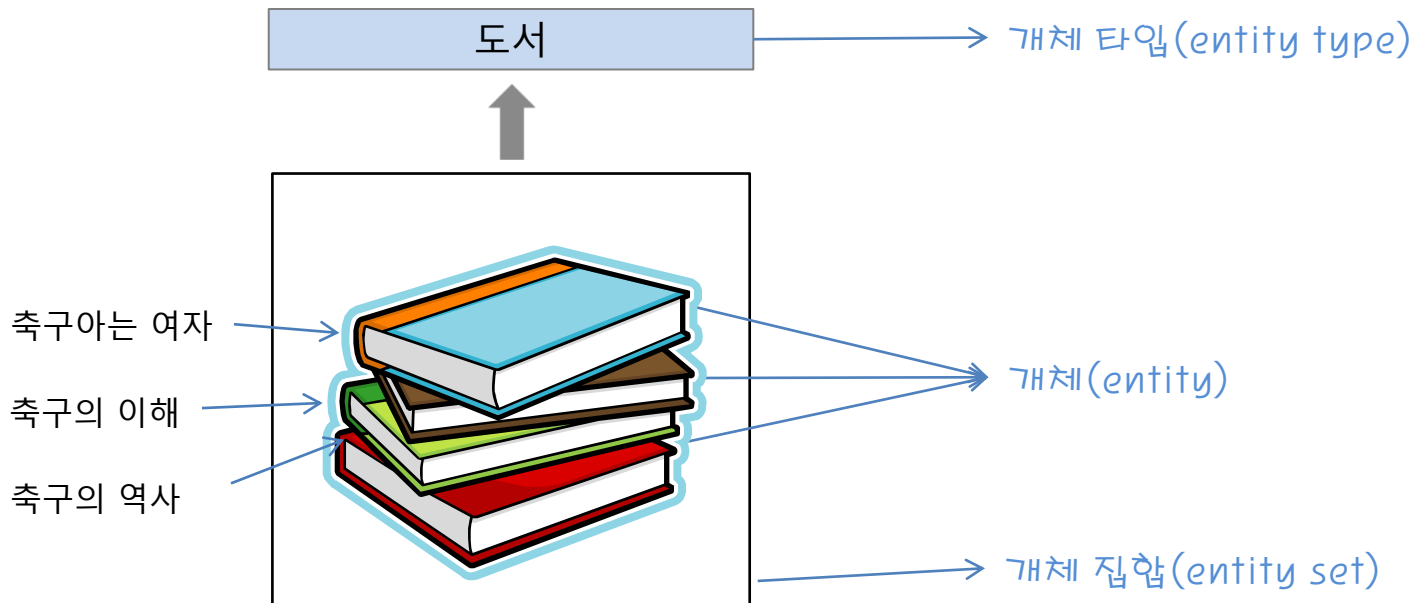 도서
개체 타입(entity type)
축구아는 여자
축구의 이해
개체(entity)
축구의 역사
개체 집합(entity set)